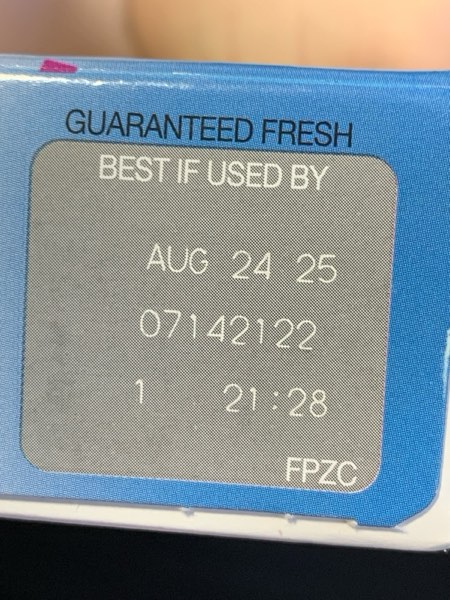 GUARANTEED FRESH
BEST IF USED BY
AUG 24 25
07142122
1 21:28
FPZC